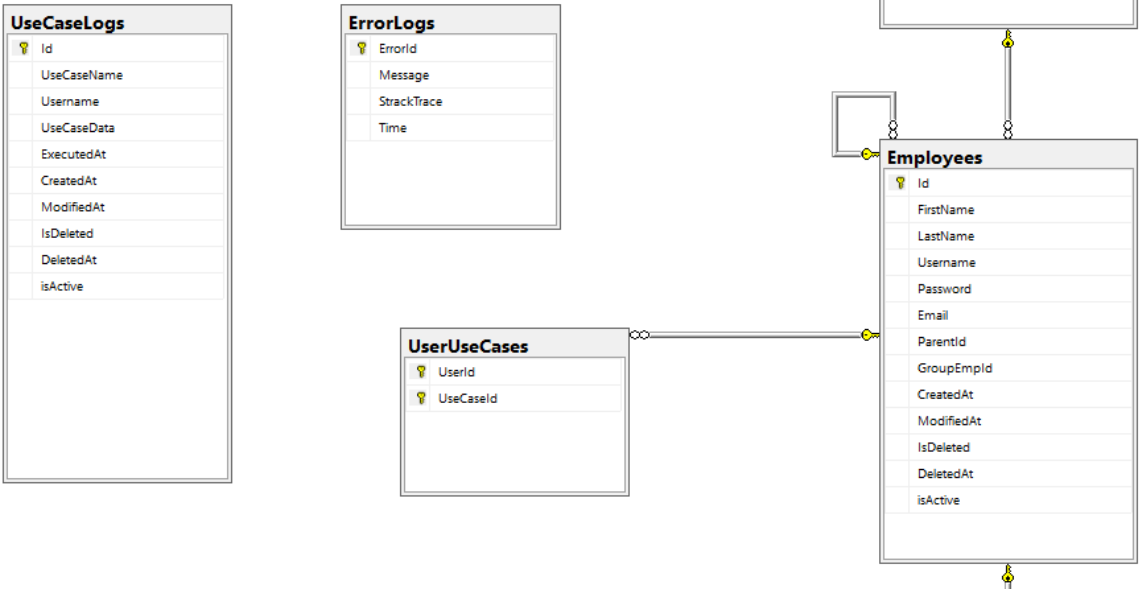 UseCaseLogs
Id
UseCaseName
Username
UseCaseData
ExecutedAt
CreatedAt
ModifiedAt
IsDeleted
DeletedAt
isActive
ErrorLogs
ErrorId
Message
StrackTrace
Time
UserUseCases
UserId
UseCaseId
Employees
Id
FirstName
LastName
Username
Password
Email
ParentId
GroupEmpId
CreatedAt
ModifiedAt
IsDeleted
DeletedAt
isActive